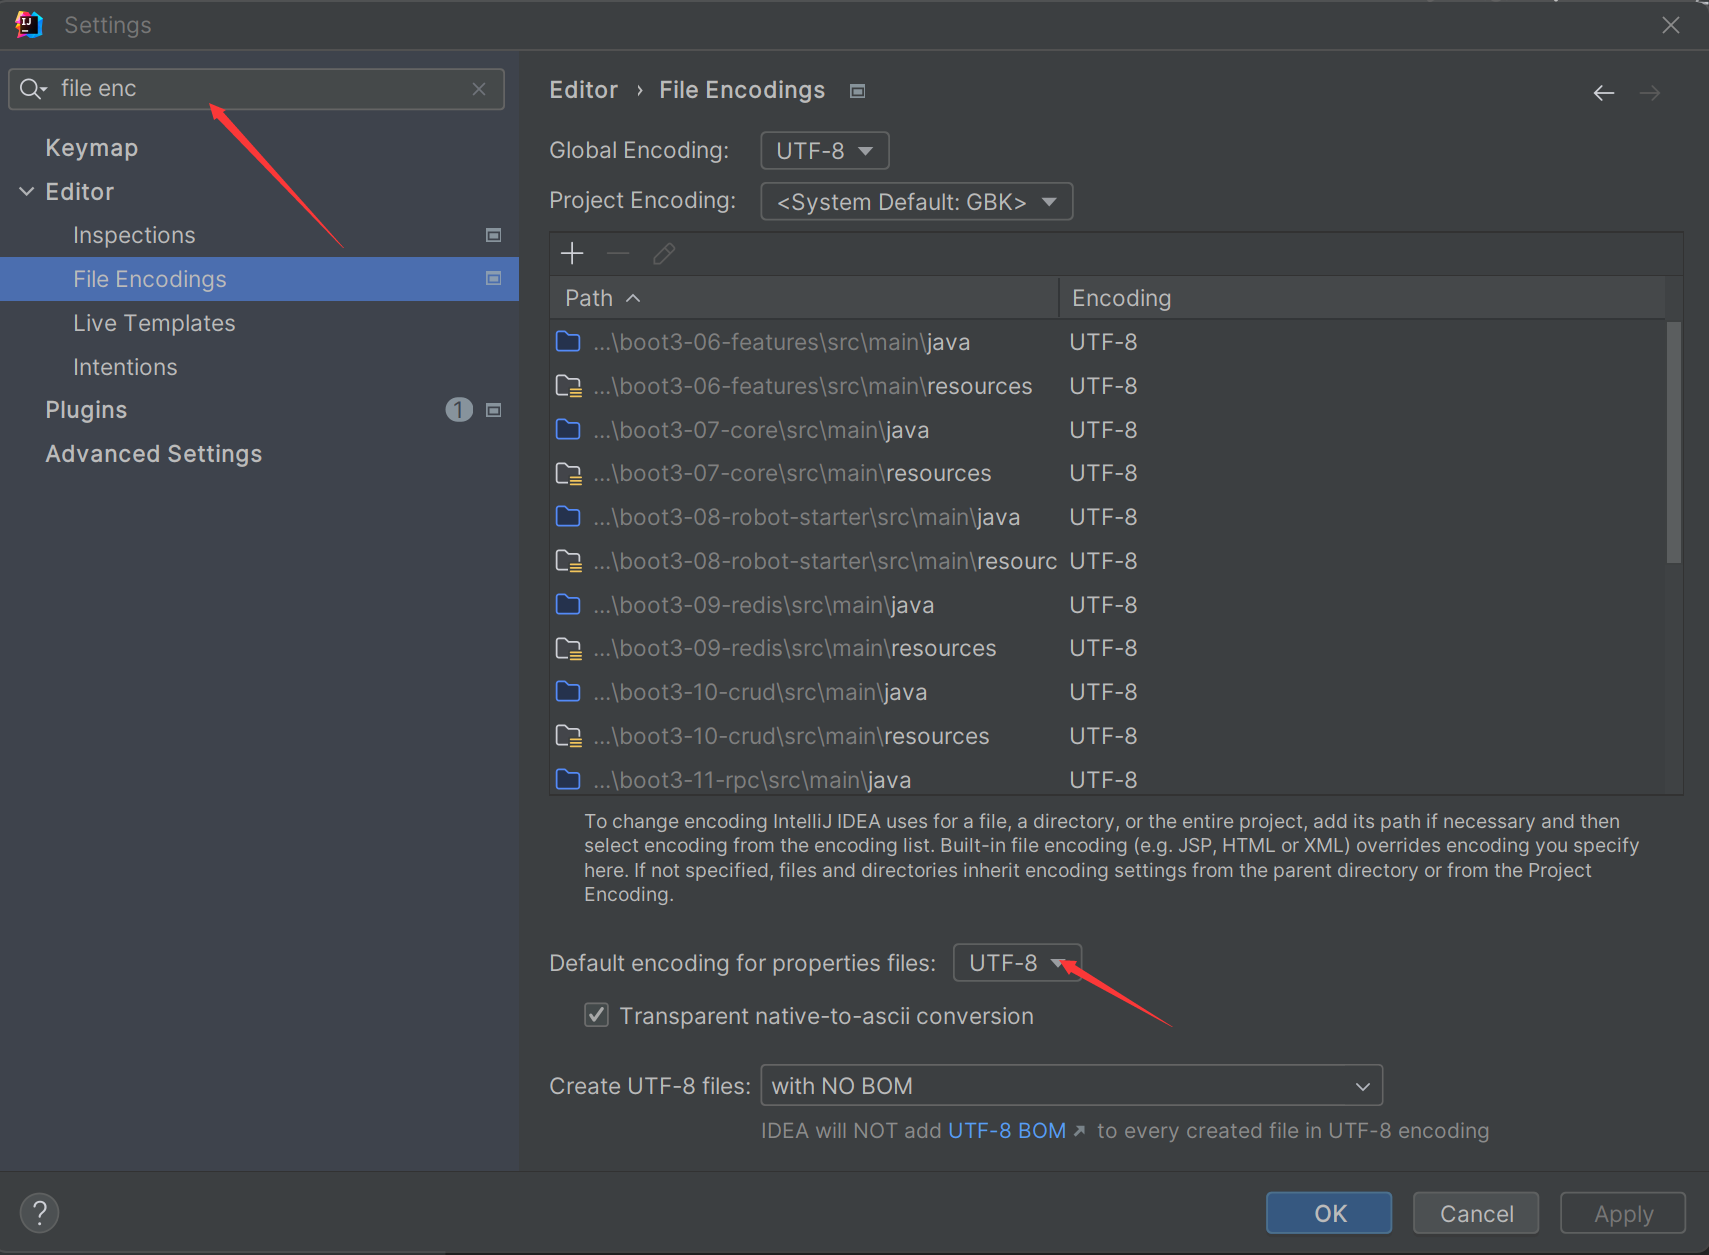 Settings
file enc
Keymap
Editor
Inspections
File Encodings
Live Templates
Intentions
Plugins 1
Advanced Settings
Editor › File Encodings
Global Encoding: UTF-8
Project Encoding: <System Default: GBK>
Path Encoding
...\boot3-06-features\src\main\java UTF-8
...\boot3-06-features\src\main\resources UTF-8
...\boot3-07-core\src\main\java UTF-8
...\boot3-07-core\src\main\resources UTF-8
...\boot3-08-robot-starter\src\main\java UTF-8
...\boot3-08-robot-starter\src\main\resourc UTF-8
...\boot3-09-redis\src\main\java UTF-8
...\boot3-09-redis\src\main\resources UTF-8
...\boot3-10-crud\src\main\java UTF-8
...\boot3-10-crud\src\main\resources UTF-8
...\boot3-11-rpc\src\main\java UTF-8
To change encoding IntelliJ IDEA uses for a file, a directory, or the entire project, add its path if necessary and then
select encoding from the encoding list. Built-in file encoding (e.g. JSP, HTML or XML) overrides encoding you specify
here. If not specified, files and directories inherit encoding settings from the parent directory or from the Project
Encoding.
Default encoding for properties files: UTF-8
Transparent native-to-ascii conversion
Create UTF-8 files: with NO BOM
IDEA will NOT add UTF-8 BOM ↗ to every created file in UTF-8 encoding
? OK Cancel Apply